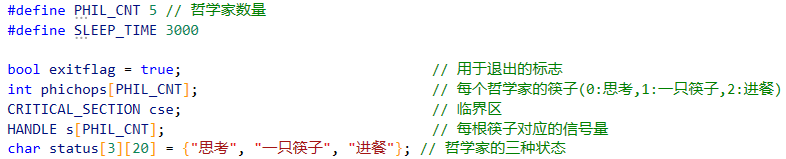 #define PHIL_CNT 5 // 哲学家数量
#define SLEEP_TIME 3000
bool exitflag = true; // 用于退出的标志
int phichops[PHIL_CNT]; // 每个哲学家的筷子(0:思考,1:一只筷子,2:进餐)
CRITICAL_SECTION cse; // 临界区
HANDLE s[PHIL_CNT]; // 每根筷子对应的信号量
char status[3][20] = {"思考", "一只筷子", "进餐"}; // 哲学家的三种状态